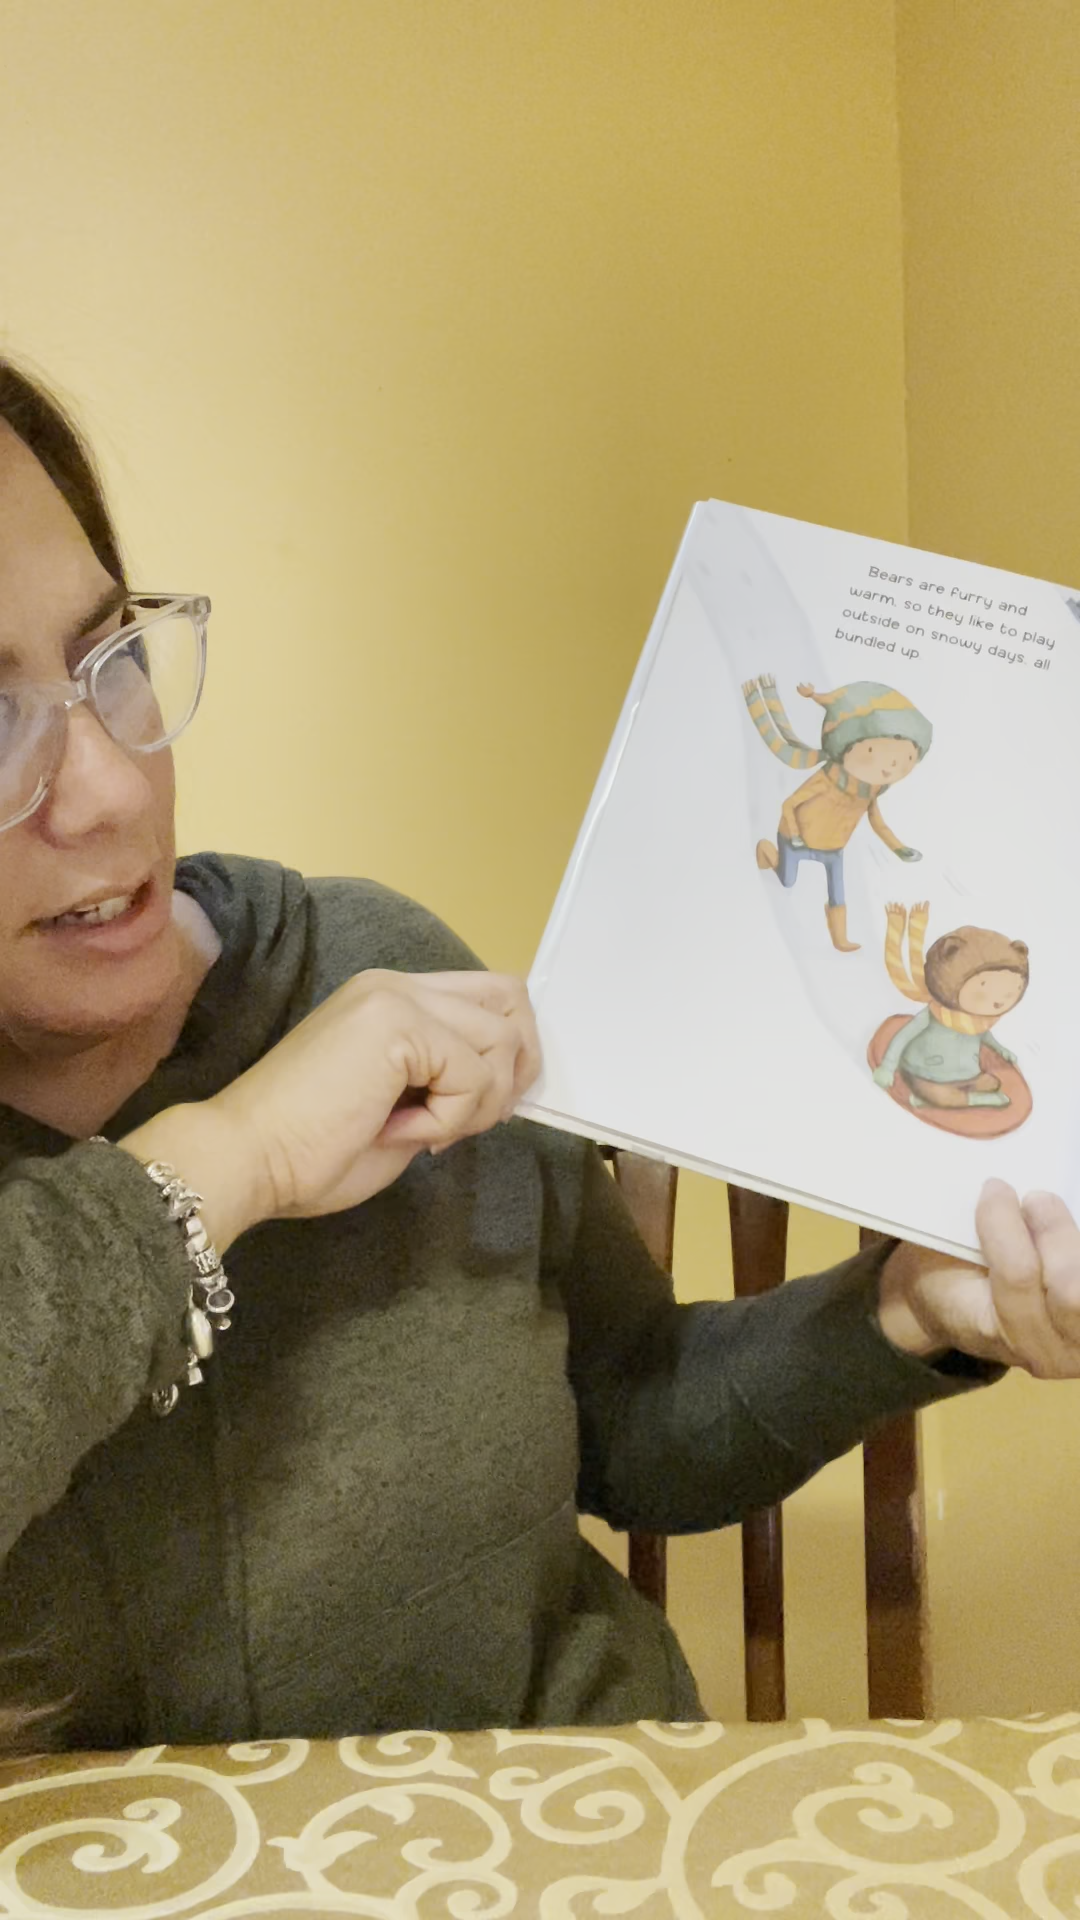 Bears are furry and
warm, so they like to play
outside on snowy days, all
bundled up.